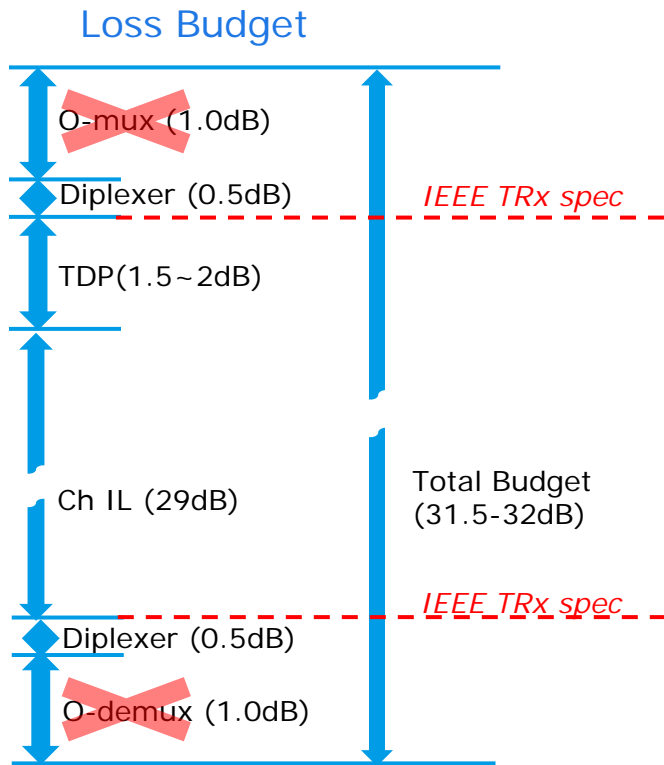 Loss Budget
O-mux (1.0dB)
Diplexer (0.5dB)
IEEE TRx spec
TDP(1.5~2dB)
Ch IL (29dB)
Total Budget
(31.5-32dB)
IEEE TRx spec
Diplexer (0.5dB)
O-demux (1.0dB)